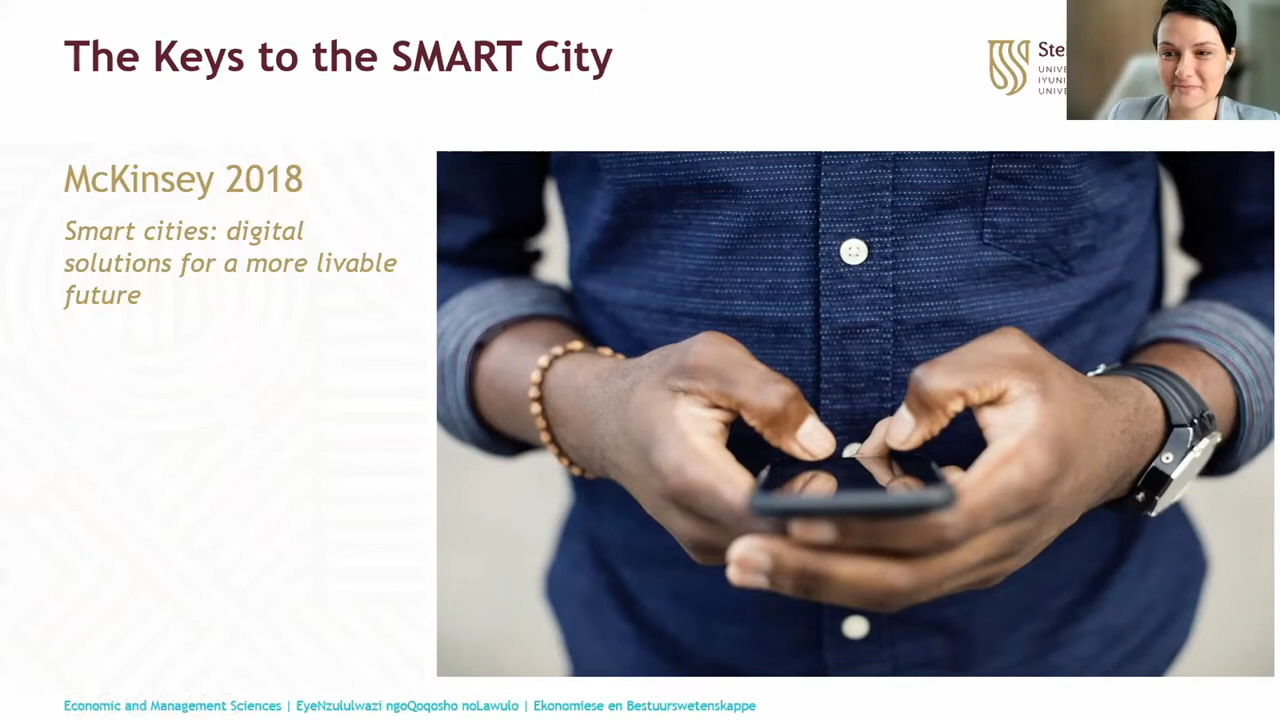 The Keys to the SMART City
McKinsey 2018
Smart cities: digital
solutions for a more livable
future
Economic and Management Sciences | EyeNzululwazi ngoQoqosho noLawulo | Ekonomiese en Bestuurswetenskappe